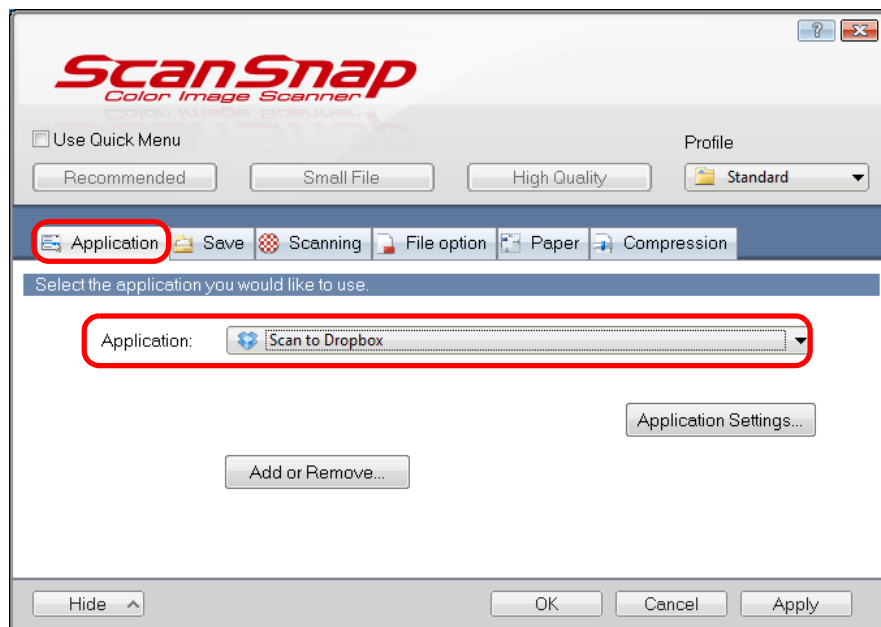 ScanSnap
Color Image Scanner
Use Quick Menu
Profile
Recommended Small File High Quality Standard
Application Save Scanning File option Paper Compression
Select the application you would like to use.
Application: Scan to Dropbox
Application Settings...
Add or Remove...
Hide OK Cancel Apply